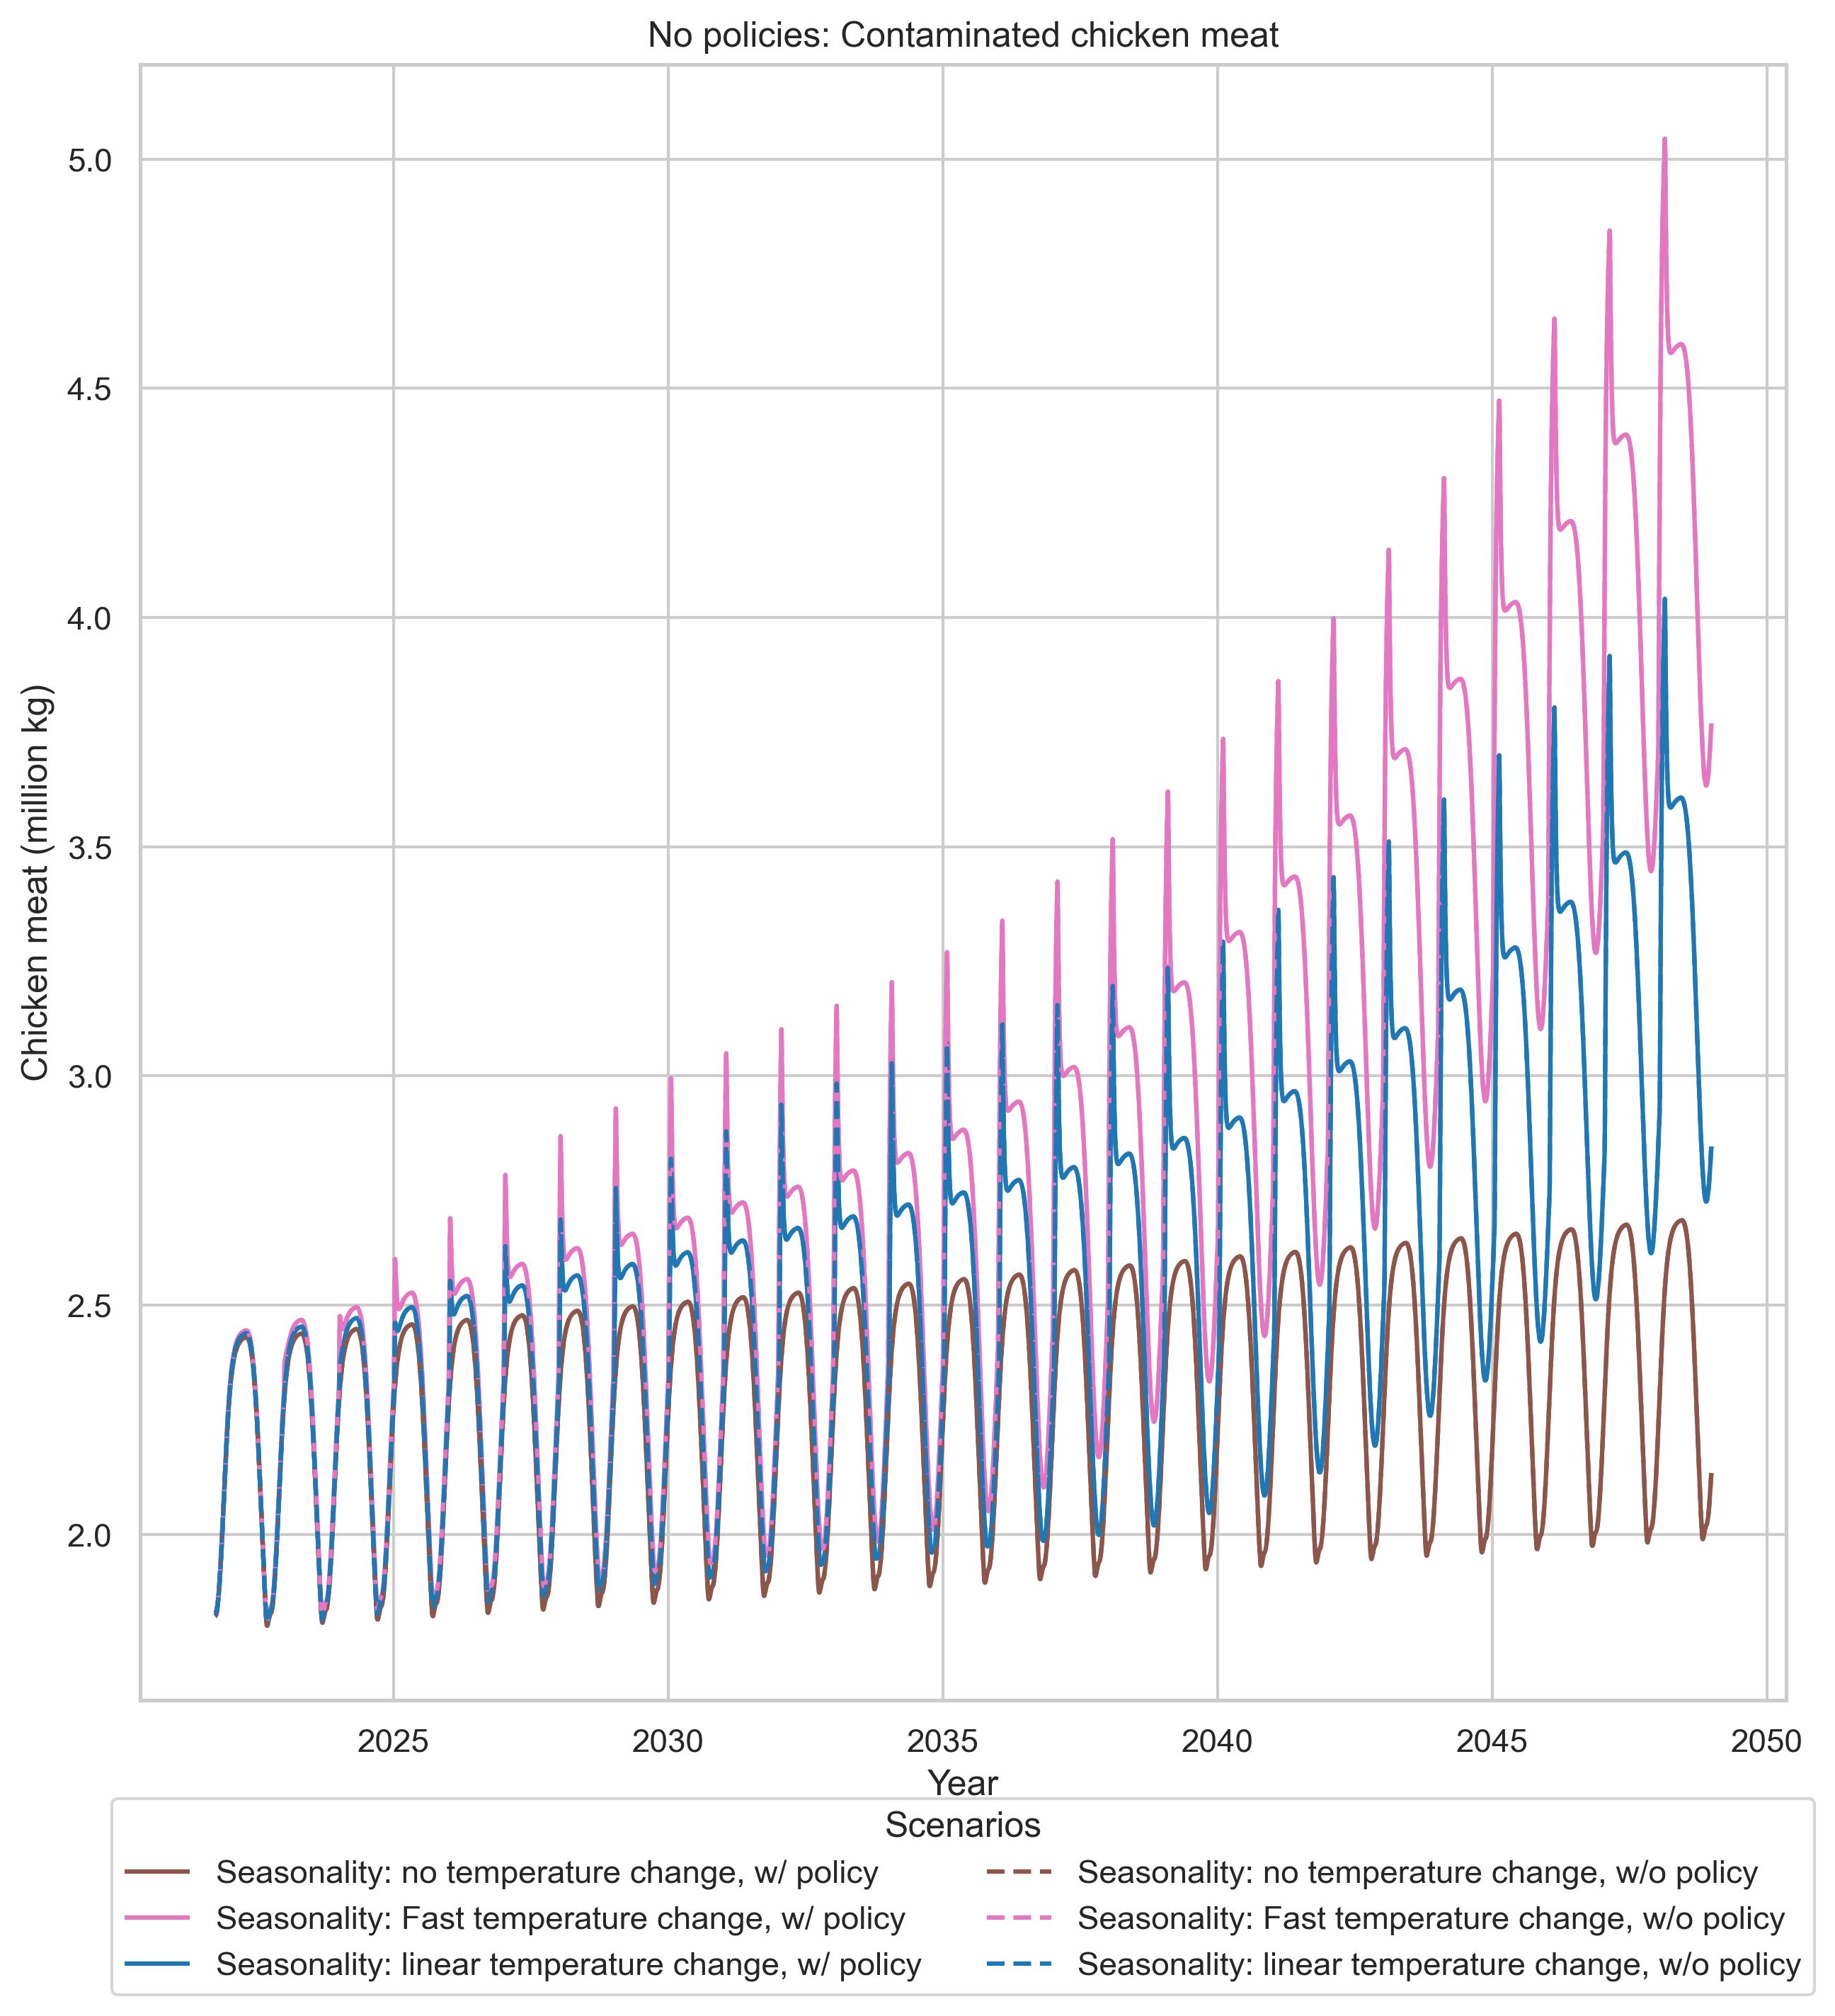 No policies: Contaminated chicken meat
5.0
4.5
4.0
3.5
3.0
2.5
2.0
Chicken meat (million kg)
2025 2030 2035 2040 2045 2050
Year
Scenarios
Seasonality: no temperature change, w/ policy
Seasonality: Fast temperature change, w/ policy
Seasonality: linear temperature change, w/ policy
Seasonality: no temperature change, w/o policy
Seasonality: Fast temperature change, w/o policy
Seasonality: linear temperature change, w/o policy